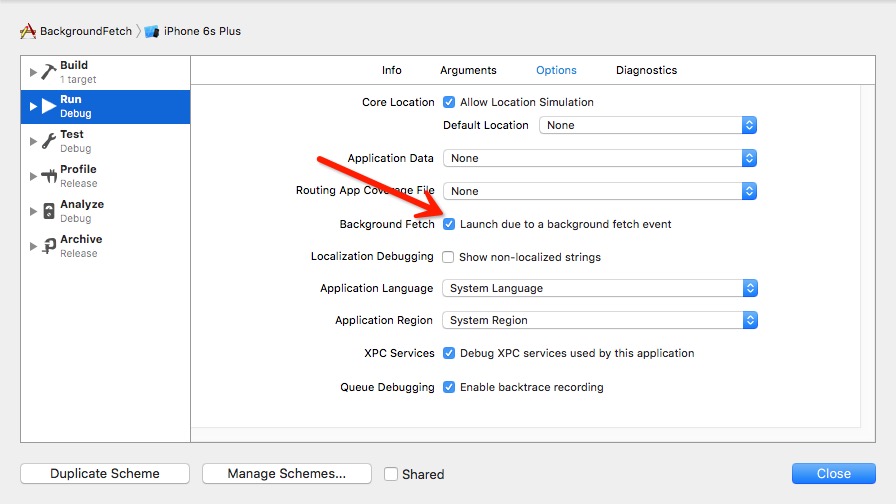 BackgroundFetch iPhone 6s Plus
Build
1 target
Run
Debug
Test
Debug
Profile
Release
Analyze
Debug
Archive
Release
Info Arguments Options Diagnostics
Core Location Allow Location Simulation
Default Location None
Application Data None
Routing App Coverage File None
Background Fetch Launch due to a background fetch event
Localization Debugging Show non-localized strings
Application Language System Language
Application Region System Region
XPC Services Debug XPC services used by this application
Queue Debugging Enable backtrace recording
Duplicate Scheme Manage Schemes... Shared Close